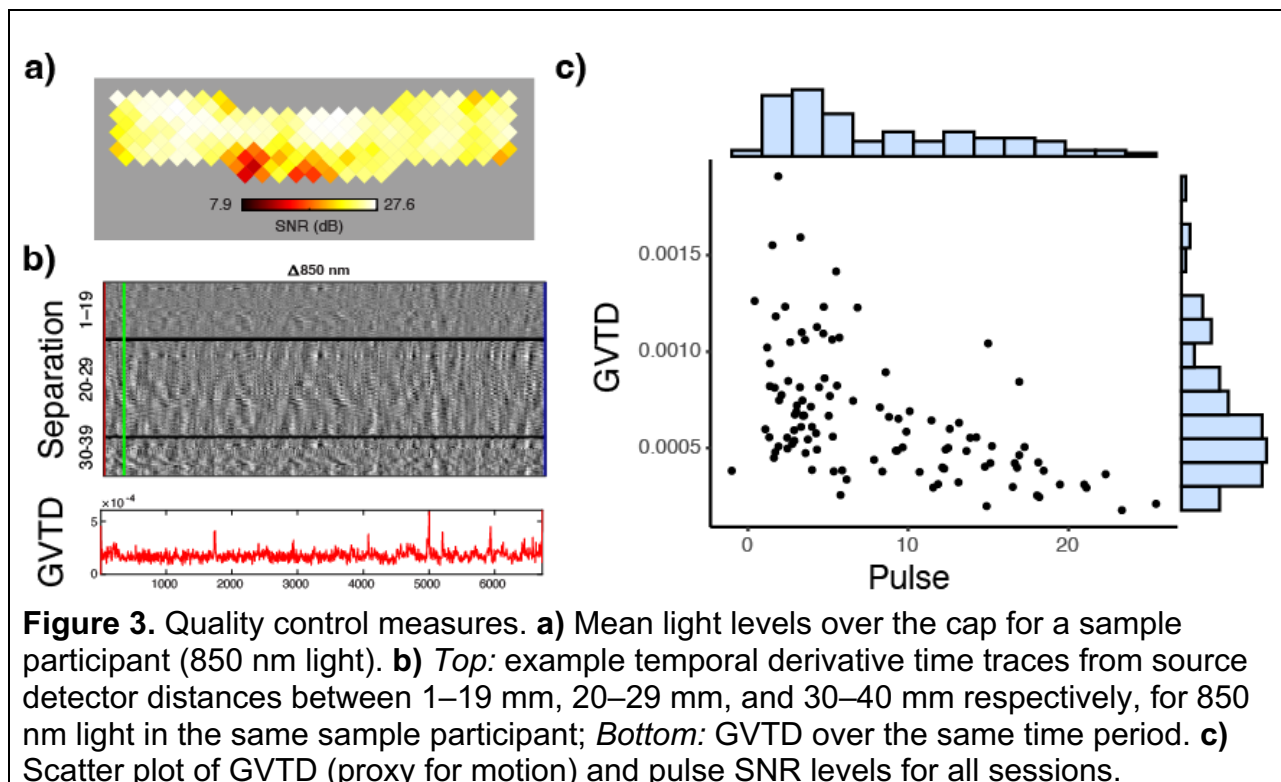 a)
7.9
27.6
SNR (dB)
b)
Δ850 nm
Separation
1–19
20-29
30-39
GVTD
×10⁻⁴
5
0
1000
2000
3000
4000
5000
6000
c)
GVTD
0.0015
0.0010
0.0005
0
10
20
Pulse
Figure 3. Quality control measures. a) Mean light levels over the cap for a sample
participant (850 nm light). b) Top: example temporal derivative time traces from source
detector distances between 1–19 mm, 20–29 mm, and 30–40 mm respectively, for 850
nm light in the same sample participant; Bottom: GVTD over the same time period. c)
Scatter plot of GVTD (proxy for motion) and pulse SNR levels for all sessions.